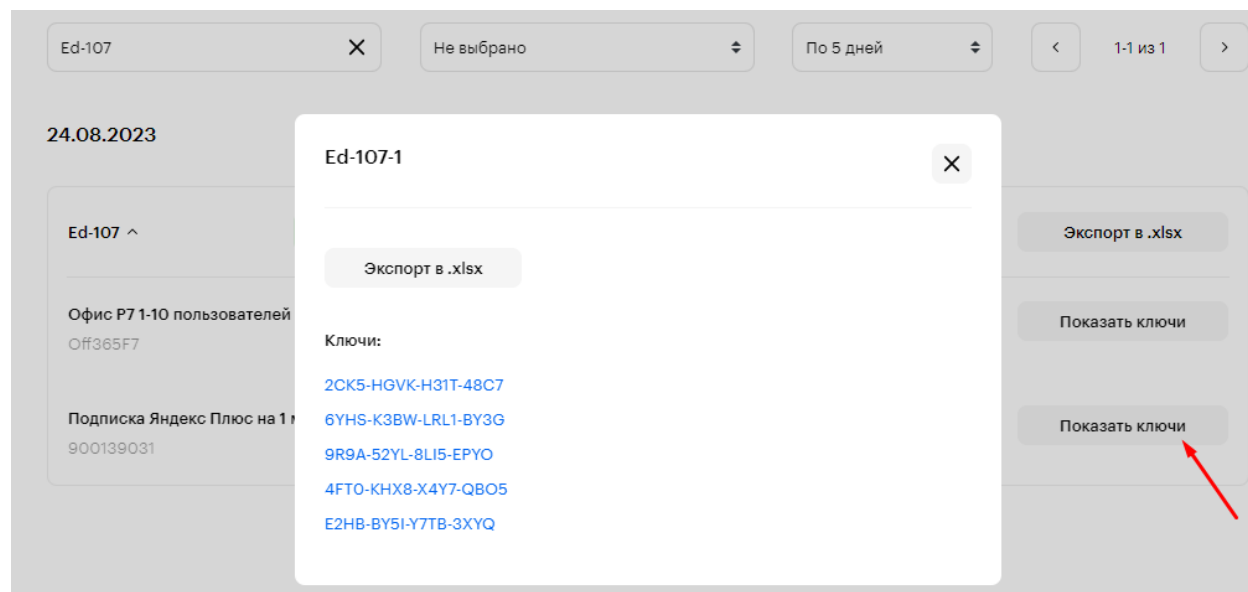 Ed-107
Не выбрано
По 5 дней
1-1 из 1
24.08.2023
Ed-107-1
Ed-107
Экспорт в .xlsx
Экспорт в .xlsx
Офис Р7 1-10 пользователей
Off365F7
Показать ключи
Ключи:
2CK5-HGVK-H31T-48C7
6YHS-K3BW-LRL1-BY3G
9R9A-52YL-8LI5-EPYO
4FT0-KHX8-X4Y7-QBO5
E2HB-BY5I-Y7TB-3XYQ
Подписка Яндекс Плюс на 1
900139031
Показать ключи